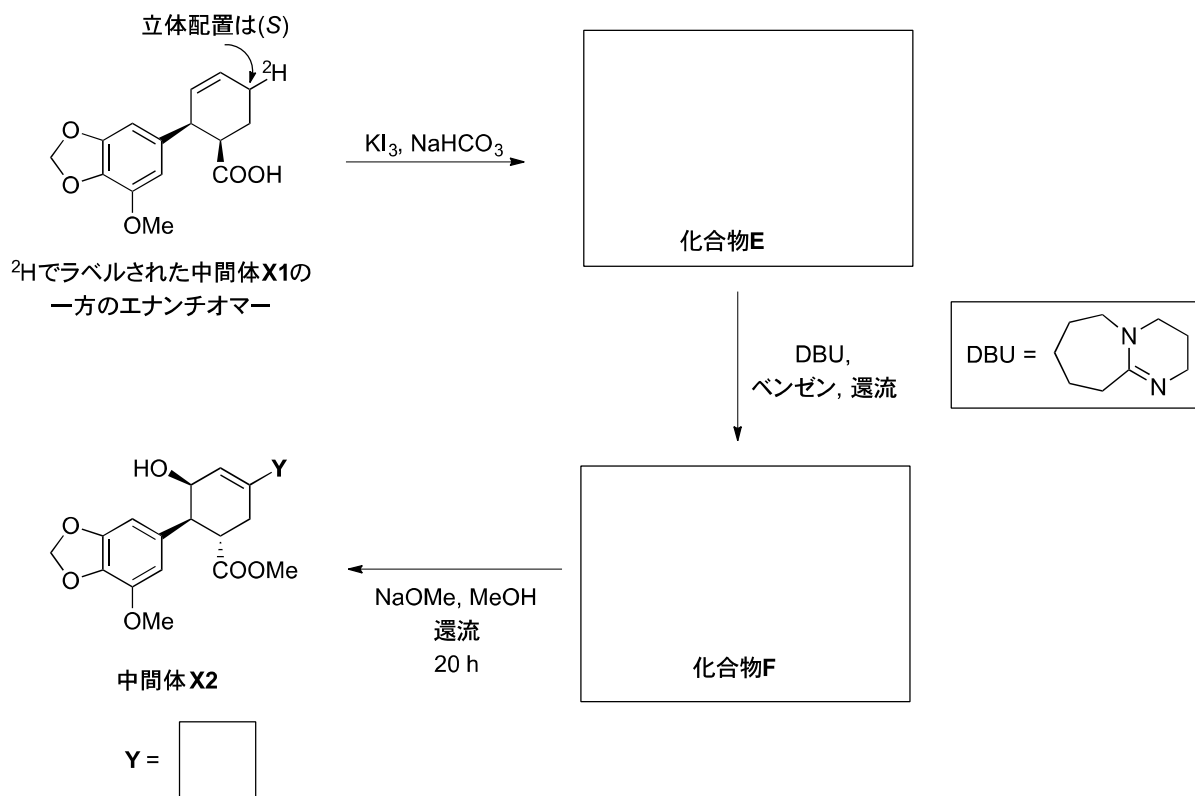 立体配置は(S)
²H
O
O
COOH
OMe
²Hでラベルされた中間体X1の
一方のエナンチオマー
KI₃, NaHCO₃
化合物E
DBU,
ベンゼン, 還流
DBU =
N
N
HO
Y
O
O
COOMe
OMe
中間体X2
Y =
NaOMe, MeOH
還流
20 h
化合物F